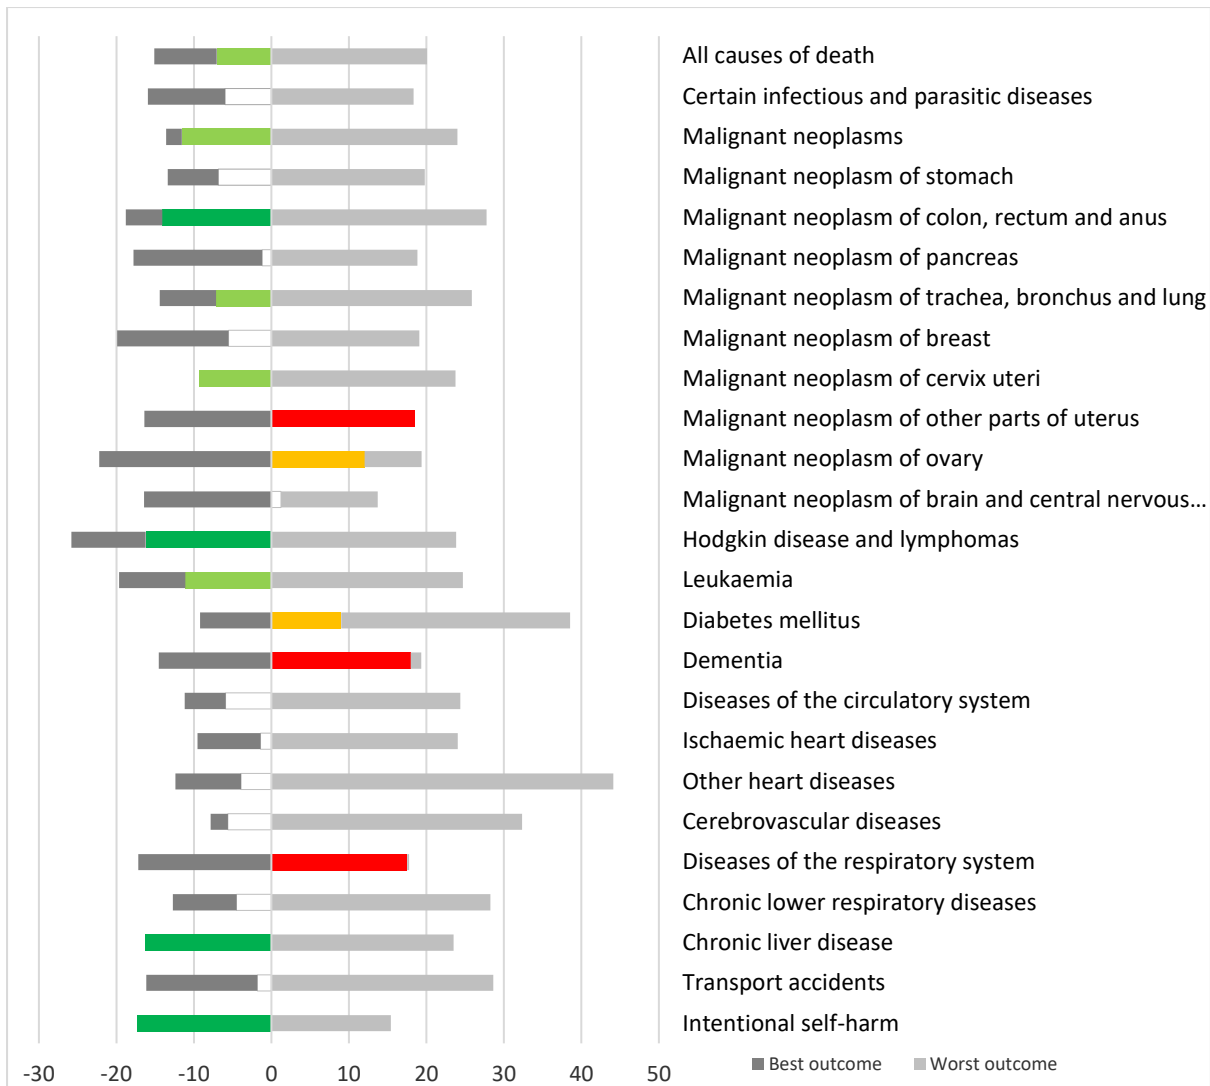 All causes of death
Certain infectious and parasitic diseases
Malignant neoplasms
Malignant neoplasm of stomach
Malignant neoplasm of colon, rectum and anus
Malignant neoplasm of pancreas
Malignant neoplasm of trachea, bronchus and lung
Malignant neoplasm of breast
Malignant neoplasm of cervix uteri
Malignant neoplasm of other parts of uterus
Malignant neoplasm of ovary
Malignant neoplasm of brain and central nervous...
Hodgkin disease and lymphomas
Leukaemia
Diabetes mellitus
Dementia
Diseases of the circulatory system
Ischaemic heart diseases
Other heart diseases
Cerebrovascular diseases
Diseases of the respiratory system
Chronic lower respiratory diseases
Chronic liver disease
Transport accidents
Intentional self-harm
-30 -20 -10 0 10 20 30 40 50
Best outcome Worst outcome